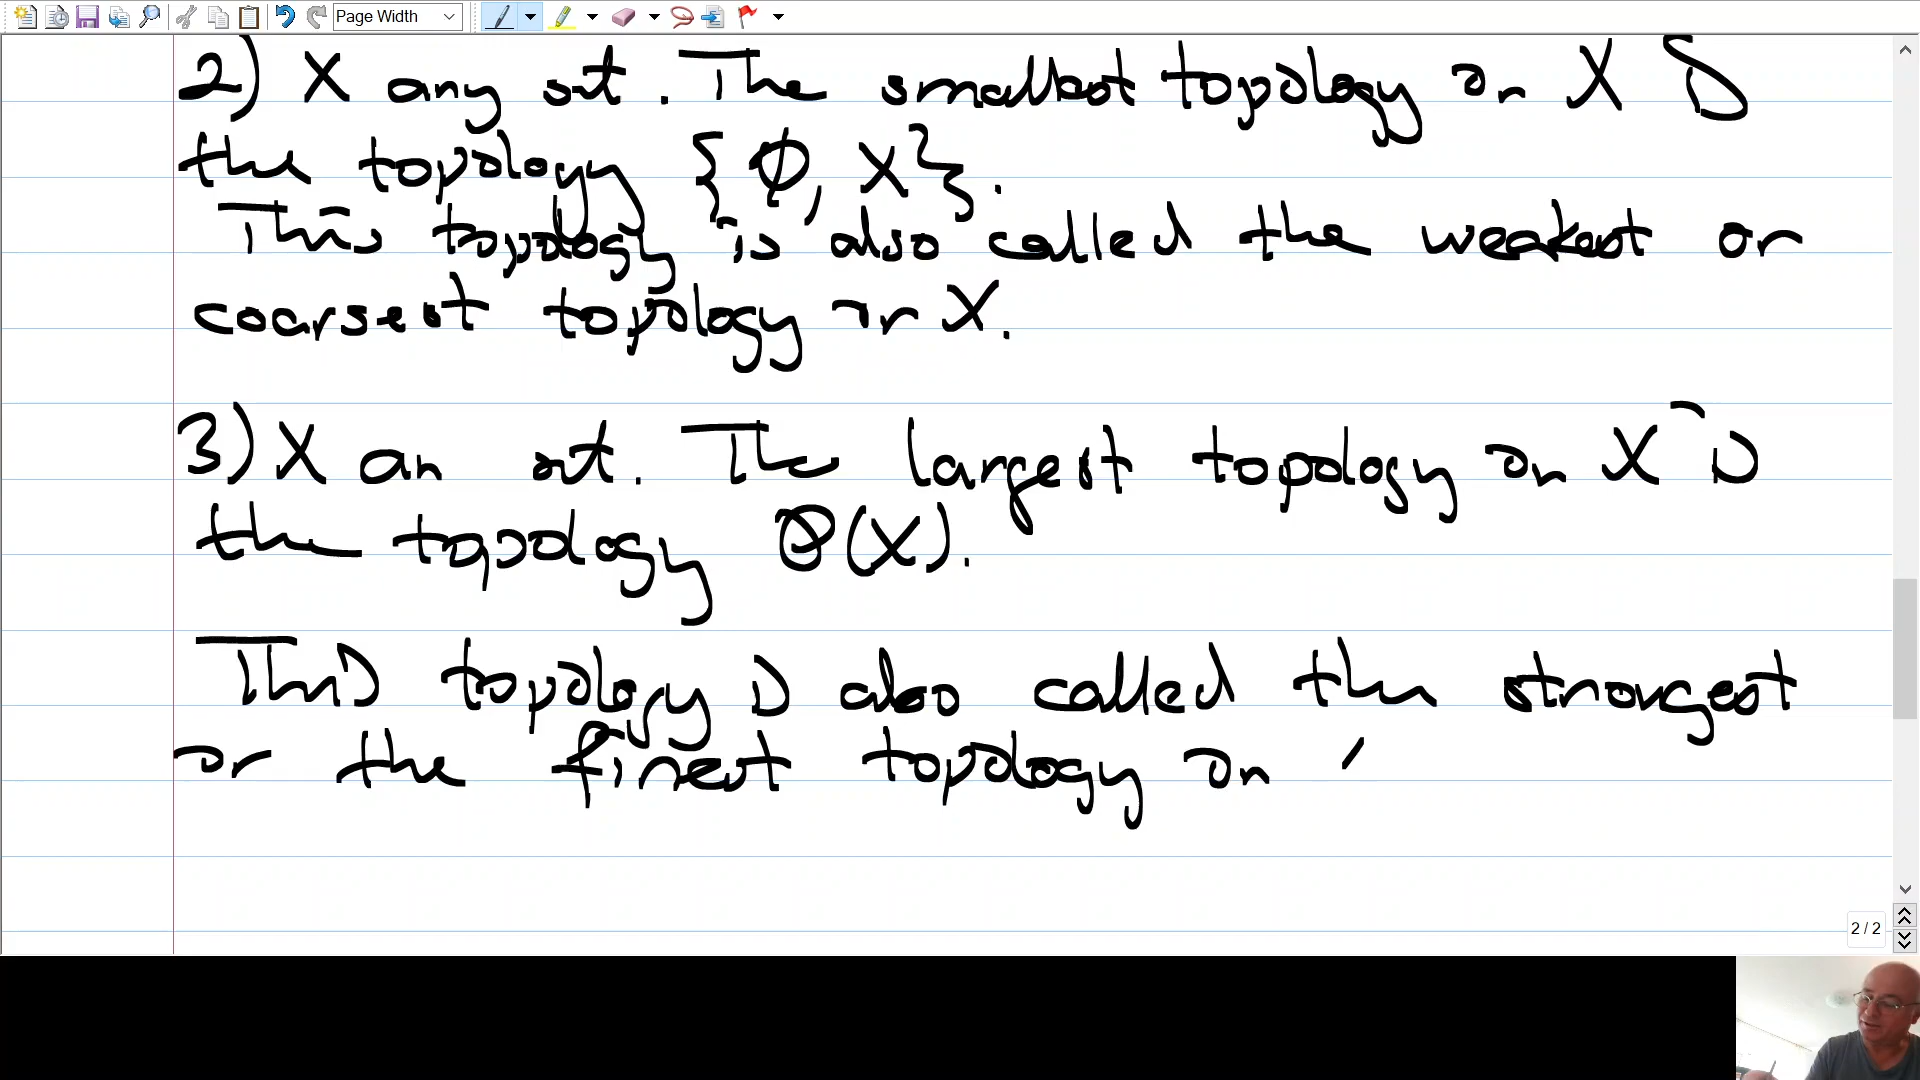 Page Width
2) X any set. The smallest topology on X is
the topology {∅, X}.
This topology is also called the weakest or
coarsest topology on X.
3) X an set. The largest topology on X is
the topology P(X).
This topology is also called the strongest
or the finest topology on
2 / 2